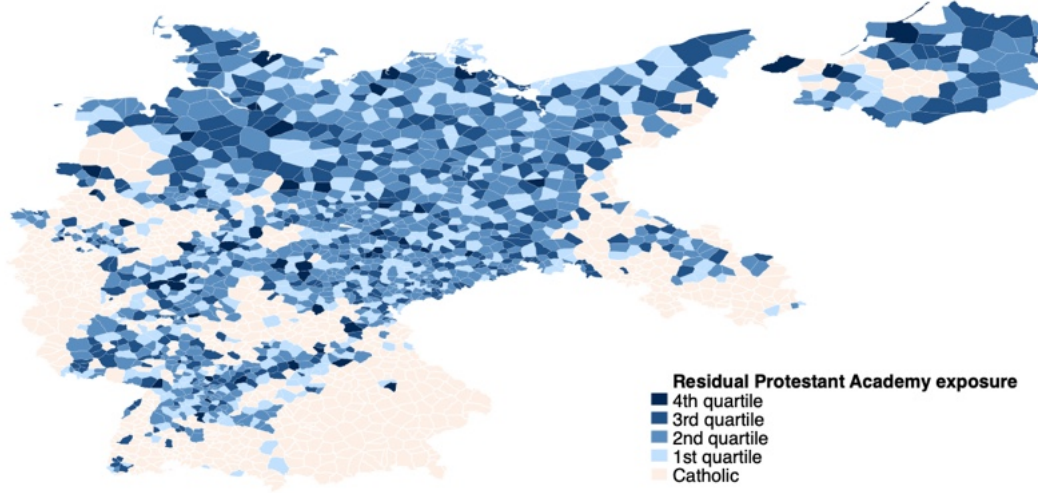 Residual Protestant Academy exposure
4th quartile
3rd quartile
2nd quartile
1st quartile
Catholic